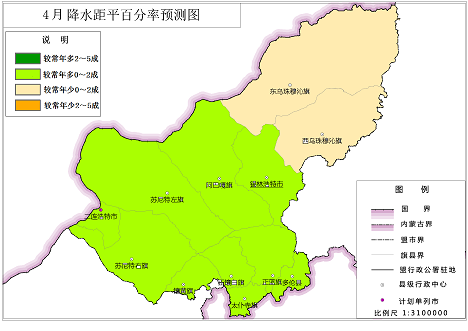 4月降水距平百分率预测图
说 明
较常年多2～5成
较常年多0～2成
较常年少0～2成
较常年少2～5成
东乌珠穆沁旗
西乌珠穆沁旗
阿巴嘎旗
锡林浩特市
苏尼特左旗
二连浩特市
苏尼特右旗
镶黄旗
正镶白旗
正蓝旗
多伦县
太仆寺旗
图 例
国 界
内蒙古界
盟市界
旗县界
盟行政公署驻地
县级行政中心
计划单列市
比例尺 1:3100000